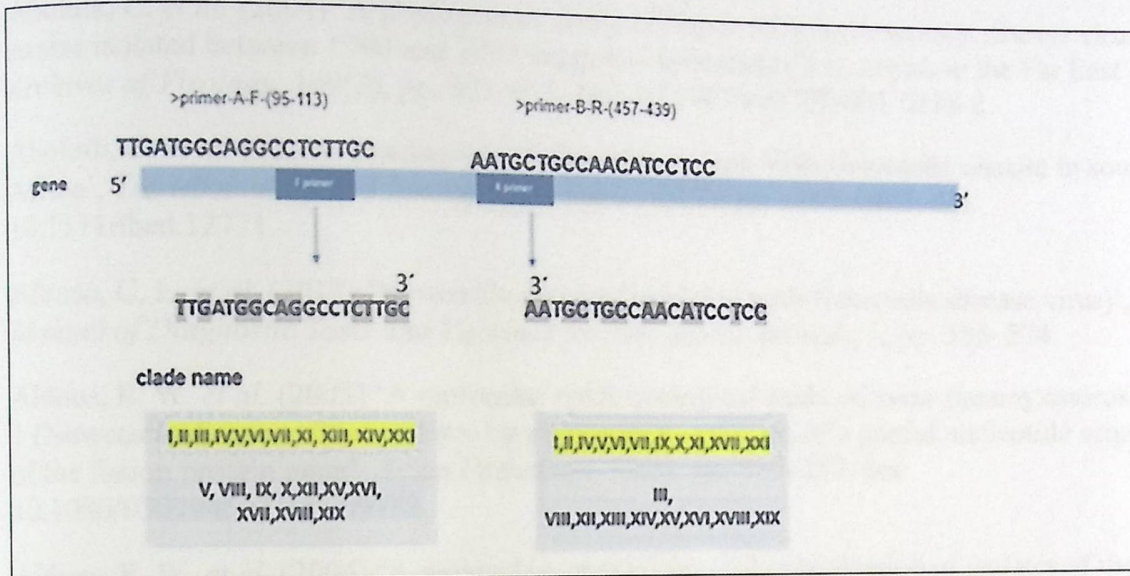 >primer-A-F-(95-113)
>primer-B-R-(457-439)
TTGATGGCAGGCCTCTTGC
AATGCTGCCAACATCCTCC
gene 5´ F primer R primer 3´
3´ 3´
TTGATGGCAGGCCTCTTGC AATGCTGCCAACATCCTCC
clade name
I,II,III,IV,V,VI,VII,XI, XIII, XIV,XXI
I,II,IV,V,VI,VII,IX,X,XI,XVII,XXI
V, VIII, IX, X,XII,XV,XVI,
XVII,XVIII,XIX
III,
VIII,XII,XIII,XIV,XV,XVI,XVIII,XIX